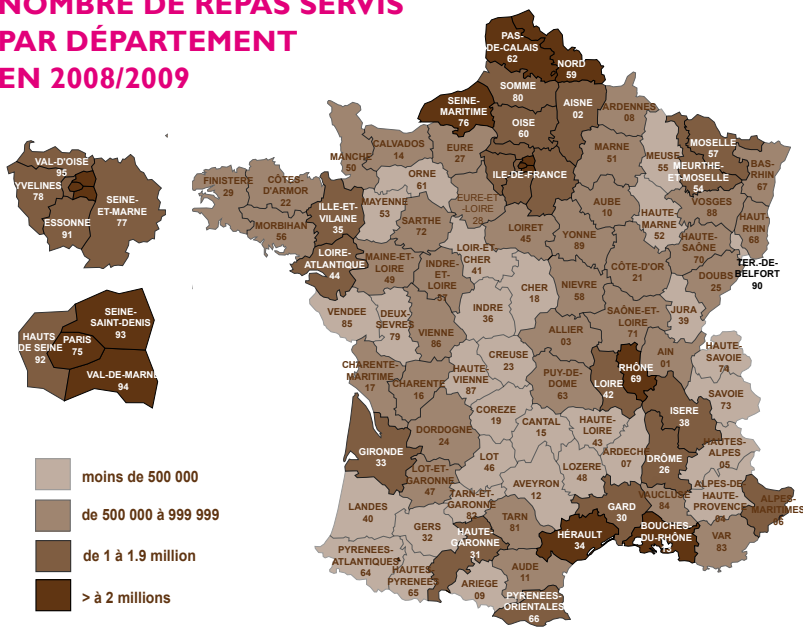 NOMBRE DE REPAS SERVIS
PAR DÉPARTEMENT
EN 2008/2009
PAS-
DE-CALAIS
62
NORD
59
SOMME
80
SEINE-
MARITIME
76
AISNE
02
ARDENNES
08
OISE
60
CALVADOS
14
EURE
27
MANCHE
50
ORNE
61
ILE-DE-FRANCE
MARNE
51
MEUSE
55
MOSELLE
57
MEURTHE-
ET-MOSELLE
54
BAS-
RHIN
67
FINISTERE
29
CÔTES-
D'ARMOR
22
MORBIHAN
56
ILLE-ET-
VILAINE
35
MAYENNE
53
SARTHE
72
EURE-ET
-LOIRE
28
LOIRET
45
YONNE
89
AUBE
10
HAUTE-
MARNE
52
VOSGES
88
HAUT-
RHIN
68
HAUTE-
SAÔNE
70
TER.-DE-
BELFORT
90
DOUBS
25
LOIRE-
ATLANTIQUE
44
MAINE-ET-
LOIRE
49
INDRE-
ET-
LOIRE
37
LOIR-ET-
CHER
41
CHER
18
NIEVRE
58
CÔTE-D'OR
21
SAÔNE-ET-
LOIRE
71
JURA
39
VENDEE
85
DEUX
SEVRES
79
VIENNE
86
INDRE
36
ALLIER
03
AIN
01
HAUTE-
SAVOIE
74
SAVOIE
73
CHARENTE-
MARITIME
17
CHARENTE
16
HAUTE-
VIENNE
87
CREUSE
23
PUY-DE-
DOME
63
LOIRE
42
RHÔNE
69
ISERE
38
GIRONDE
33
DORDOGNE
24
COREZE
19
CANTAL
15
HAUTE-
LOIRE
43
ARDECHE
07
DRÔME
26
HAUTES-
ALPES
05
LOT-ET-
GARONNE
47
LOT
46
AVEYRON
12
LOZERE
48
GARD
30
VAUCLUSE
84
ALPES-DE-
HAUTE-
PROVENCE
04
ALPES-
MARITIMES
06
LANDES
40
GERS
32
TARN-ET-
GARONNE
82
TARN
81
HÉRAULT
34
BOUCHES-
DU-RHÔNE
13
VAR
83
PYRENEES-
ATLANTIQUES
64
HAUTES-
PYRENEES
65
HAUTE-
GARONNE
31
ARIEGE
09
AUDE
11
PYRENEES-
ORIENTALES
66
VAL-D'OISE
95
YVELINES
78
ESSONNE
91
SEINE-
ET-MARNE
77
SEINE-
SAINT-DENIS
93
HAUTS
DE SEINE
92
PARIS
75
VAL-DE-MARNE
94
moins de 500 000
de 500 000 à 999 999
de 1 à 1.9 million
> à 2 millions